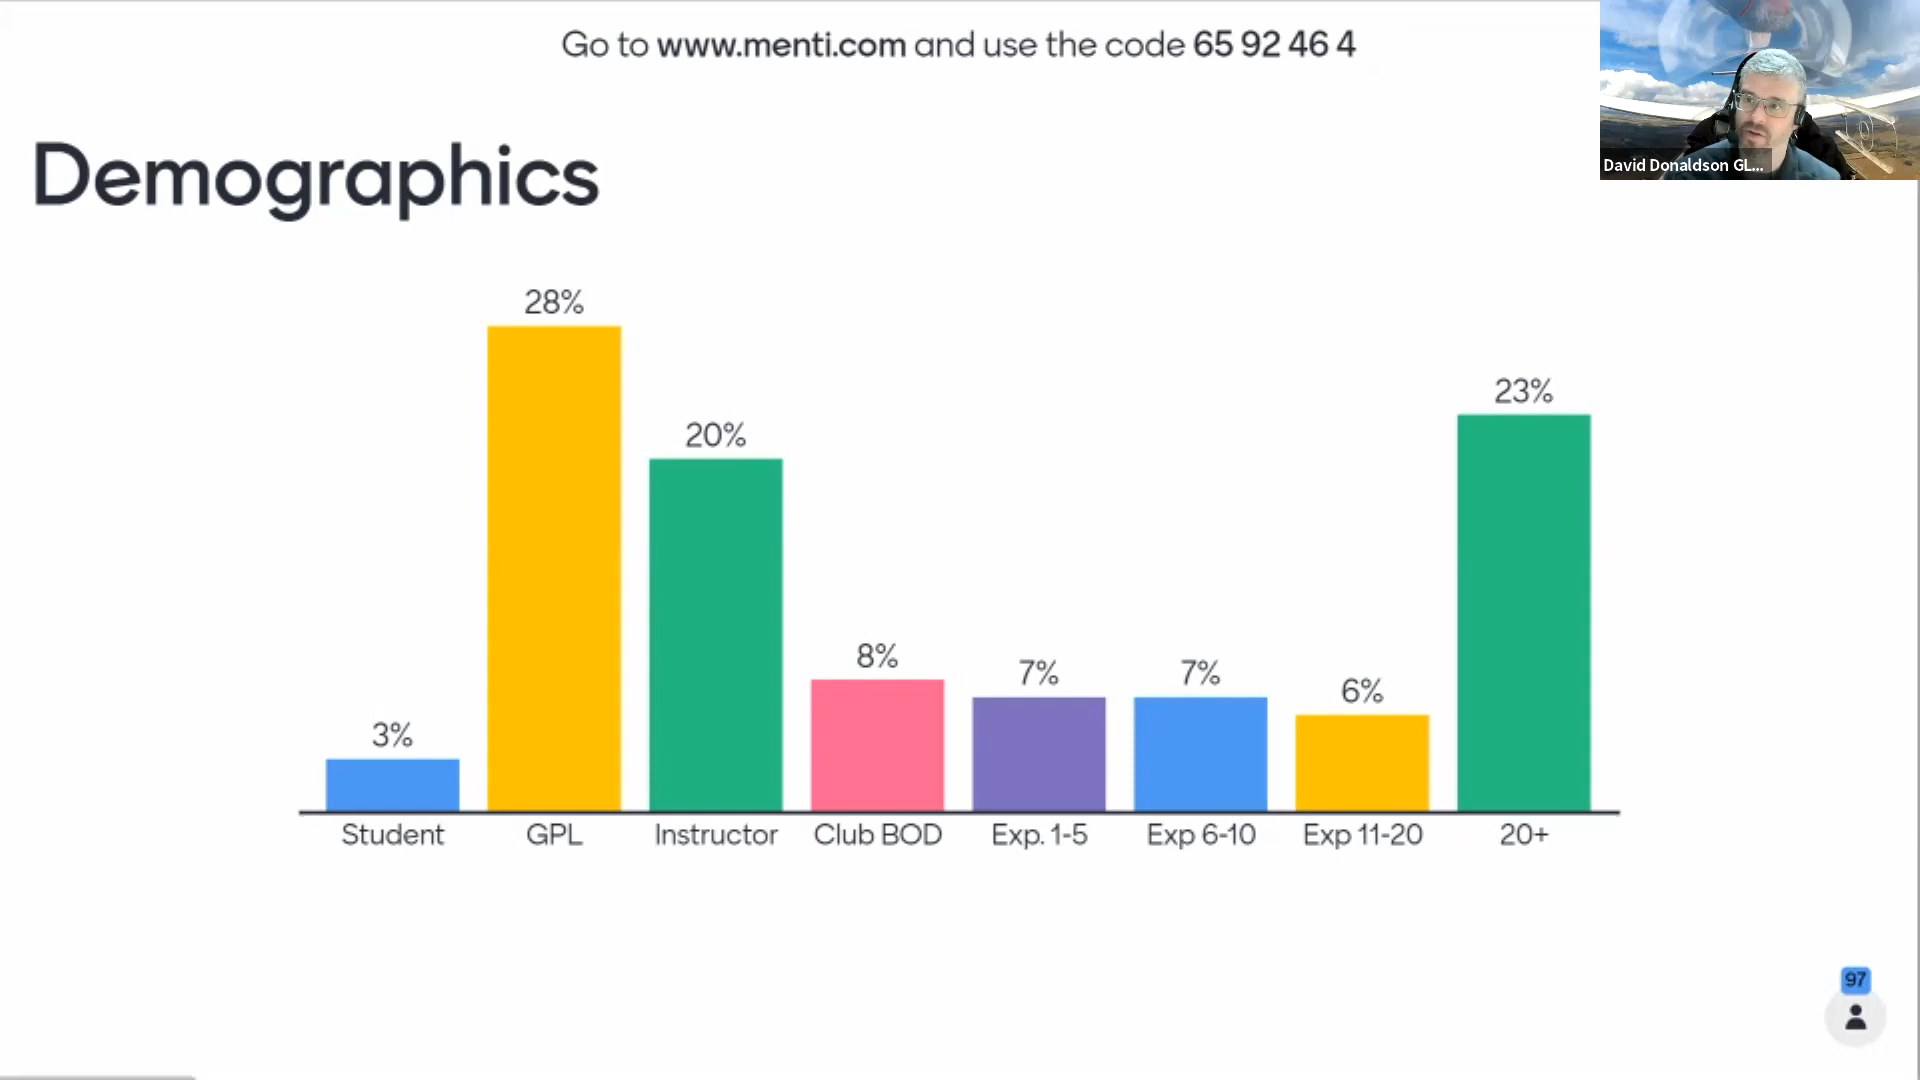 Go to www.menti.com and use the code 65 92 46 4
David Donaldson GL...
Demographics
28%
23%
20%
8%
7%
7%
6%
3%
Student
GPL
Instructor
Club BOD
Exp. 1-5
Exp 6-10
Exp 11-20
20+
97